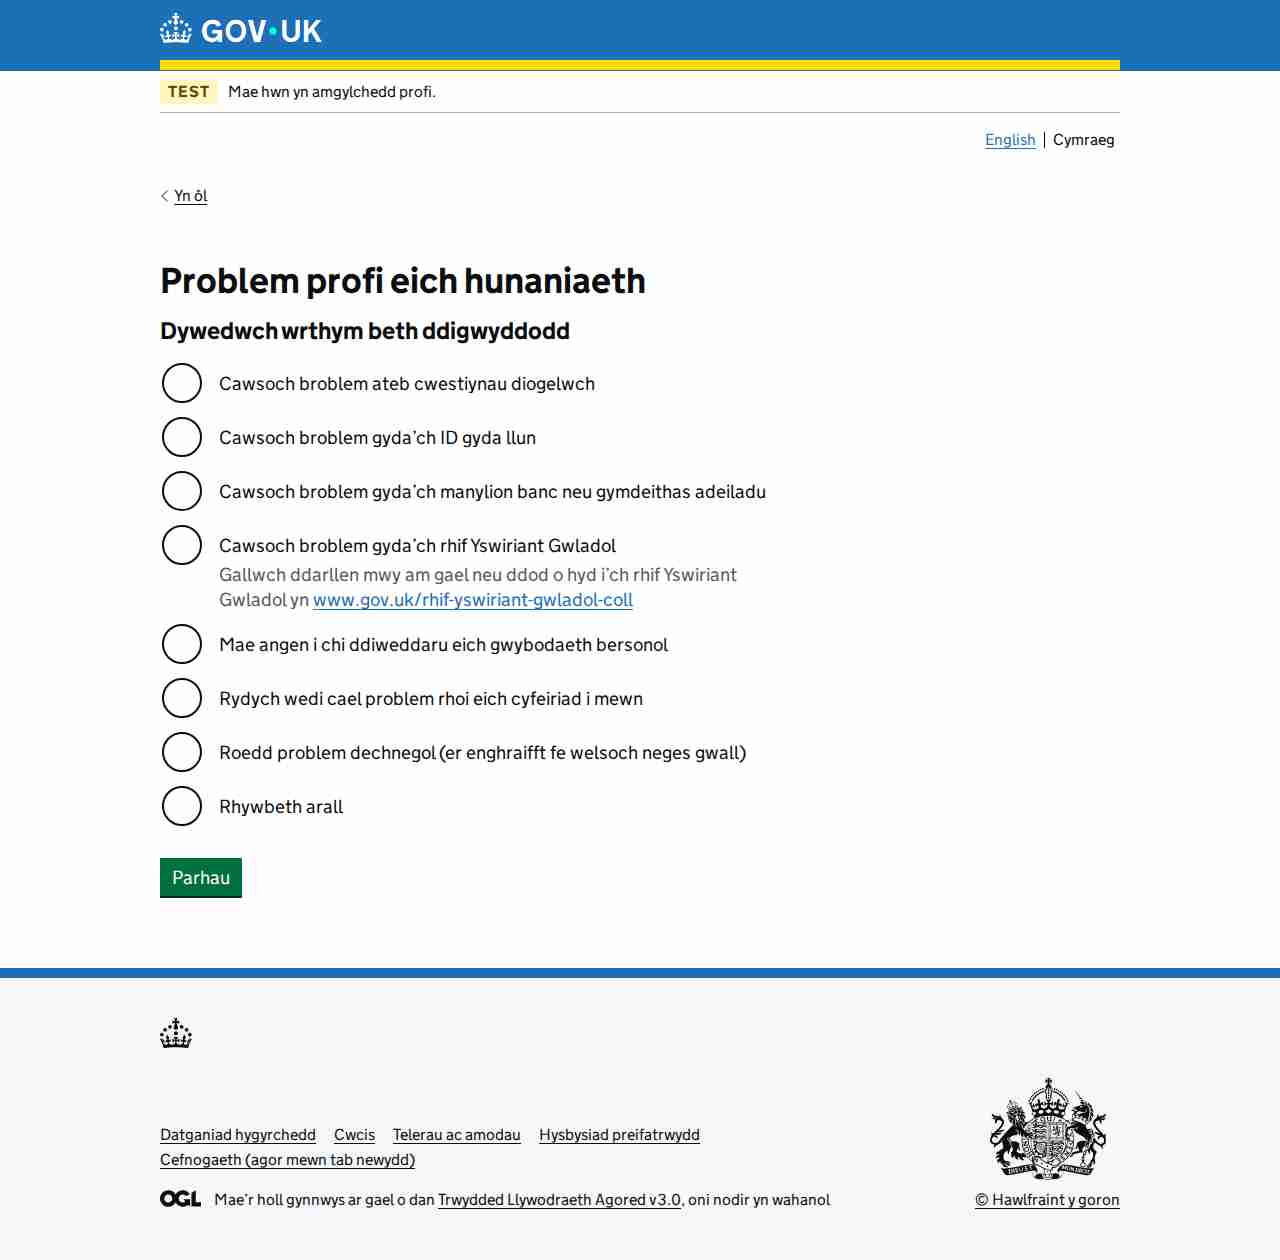 GOV·UK
TEST Mae hwn yn amgylchedd profi.
English | Cymraeg
Yn ôl
Problem profi eich hunaniaeth
Dywedwch wrthym beth ddigwyddodd
Cawsoch broblem ateb cwestiynau diogelwch
Cawsoch broblem gyda’ch ID gyda llun
Cawsoch broblem gyda’ch manylion banc neu gymdeithas adeiladu
Cawsoch broblem gyda’ch rhif Yswiriant Gwladol
Gallwch ddarllen mwy am gael neu ddod o hyd i’ch rhif Yswiriant
Gwladol yn www.gov.uk/rhif-yswiriant-gwladol-coll
Mae angen i chi ddiweddaru eich gwybodaeth bersonol
Rydych wedi cael problem rhoi eich cyfeiriad i mewn
Roedd problem dechnegol (er enghraifft fe welsoch neges gwall)
Rhywbeth arall
Parhau
Datganiad hygyrchedd Cwcis Telerau ac amodau Hysbysiad preifatrwydd
Cefnogaeth (agor mewn tab newydd)
OGL Mae’r holl gynnwys ar gael o dan Trwydded Llywodraeth Agored v3.0, oni nodir yn wahanol
© Hawlfraint y goron